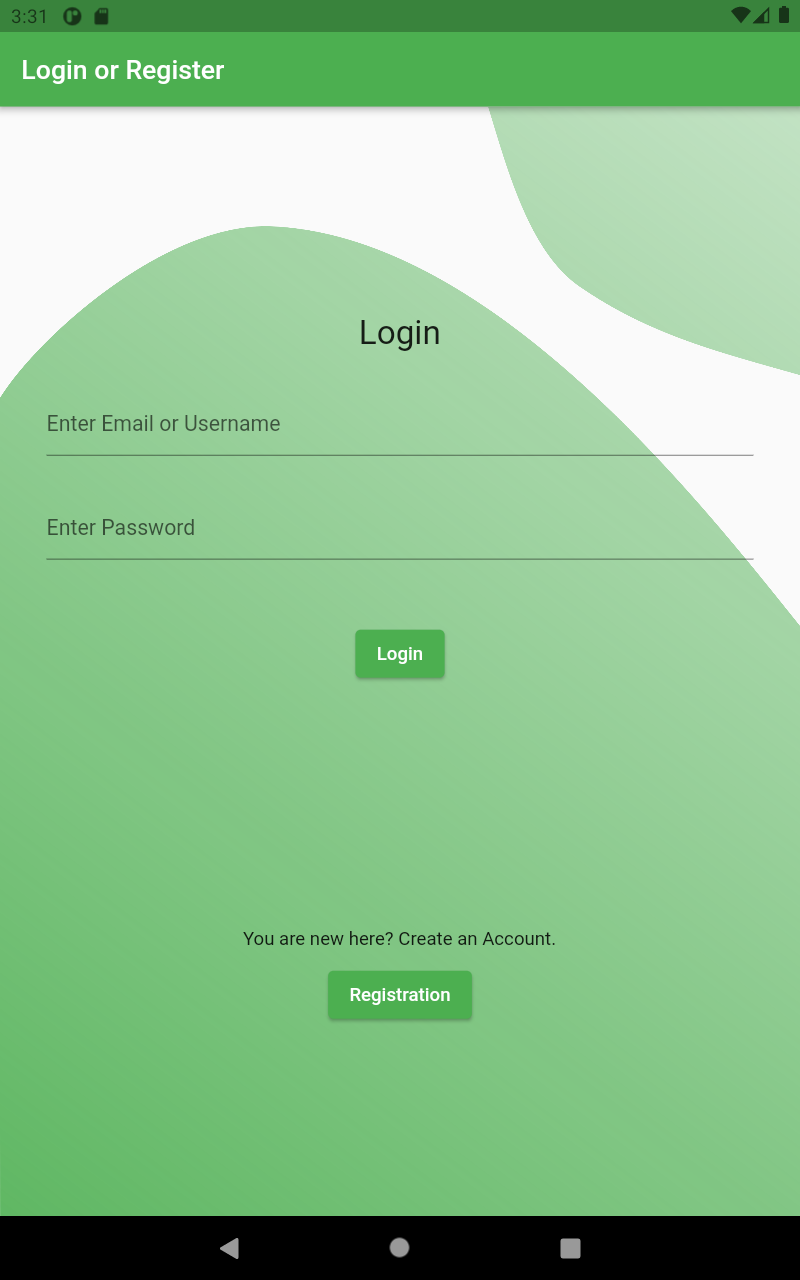 3:31
Login or Register
Login
Enter Email or Username
Enter Password
Login
You are new here? Create an Account.
Registration